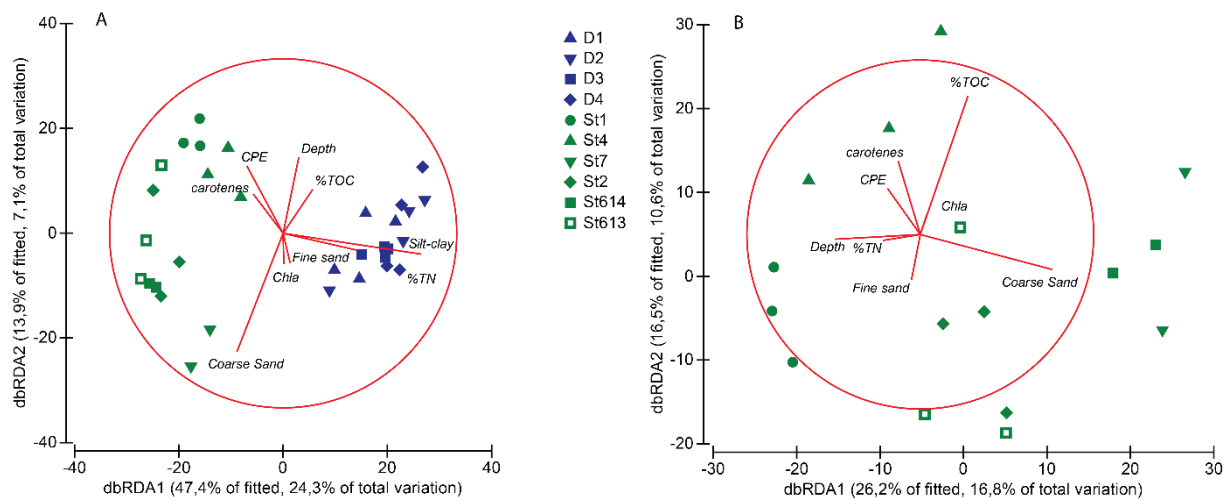 A
40
20
0
-20
-40
dbRDA2 (13,9% of fitted, 7,1% of total variation)
CPE
Depth
carotenes
%TOC
Silt-clay
Fine sand
%TN
Chla
Coarse Sand
-40
-20
0
20
40
dbRDA1 (47,4% of fitted, 24,3% of total variation)
D1
D2
D3
D4
St1
St4
St7
St2
St614
St613
B
30
20
10
0
-10
-20
dbRDA2 (16,5% of fitted, 10,6% of total variation)
%TOC
carotenes
CPE
Chla
Depth
%TN
Fine sand
Coarse Sand
-30
-20
-10
0
10
20
30
dbRDA1 (26,2% of fitted, 16,8% of total variation)